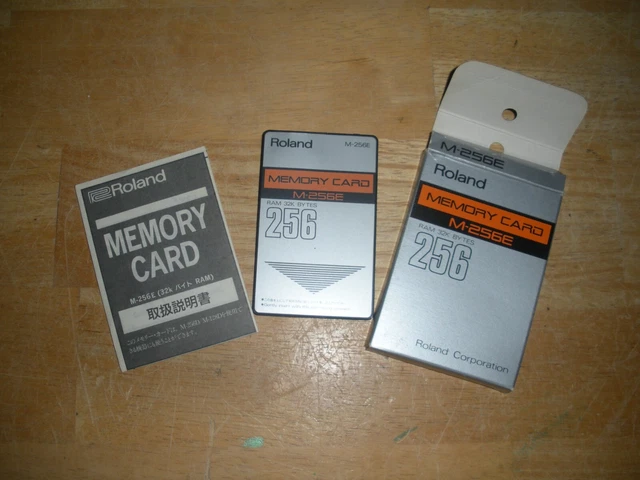 Roland
MEMORY
CARD
M-256E (32k バイト RAM)
取扱説明書
Roland M-256E
MEMORY CARD
M-256E
RAM 32K BYTES
256
M-256E
Roland
MEMORY CARD
M-256E
RAM 32K BYTES
256
Roland Corporation